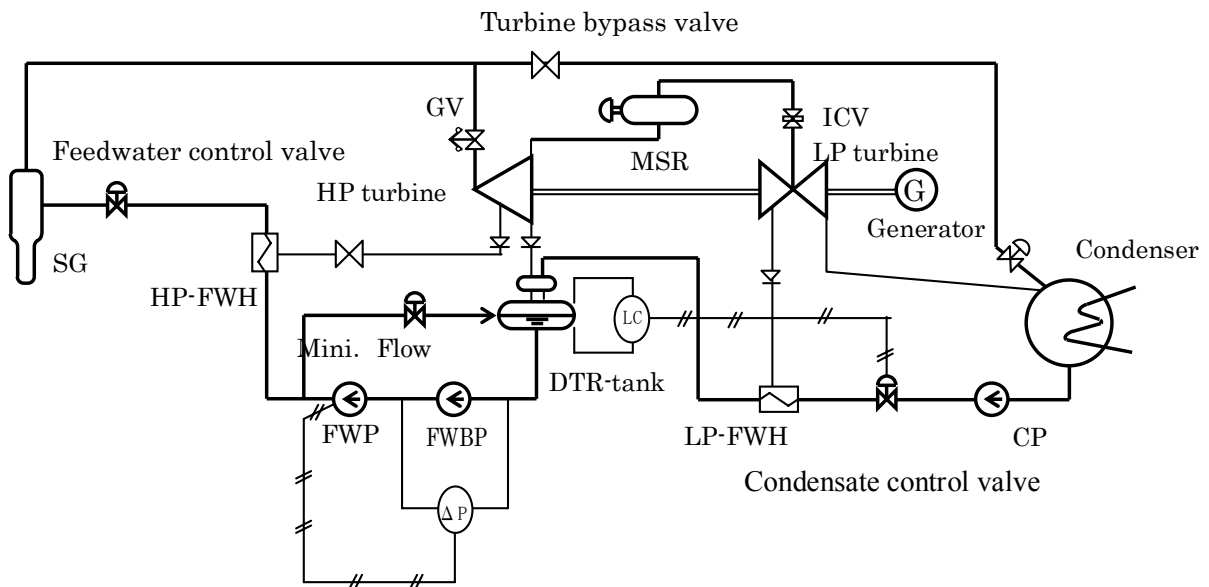 Turbine bypass valve
GV
ICV
MSR
Feedwater control valve
LP turbine
HP turbine
G
Generator
Condenser
SG
HP-FWH
LC
Mini. Flow
DTR-tank
FWP
FWBP
LP-FWH
CP
Condensate control valve
ΔP